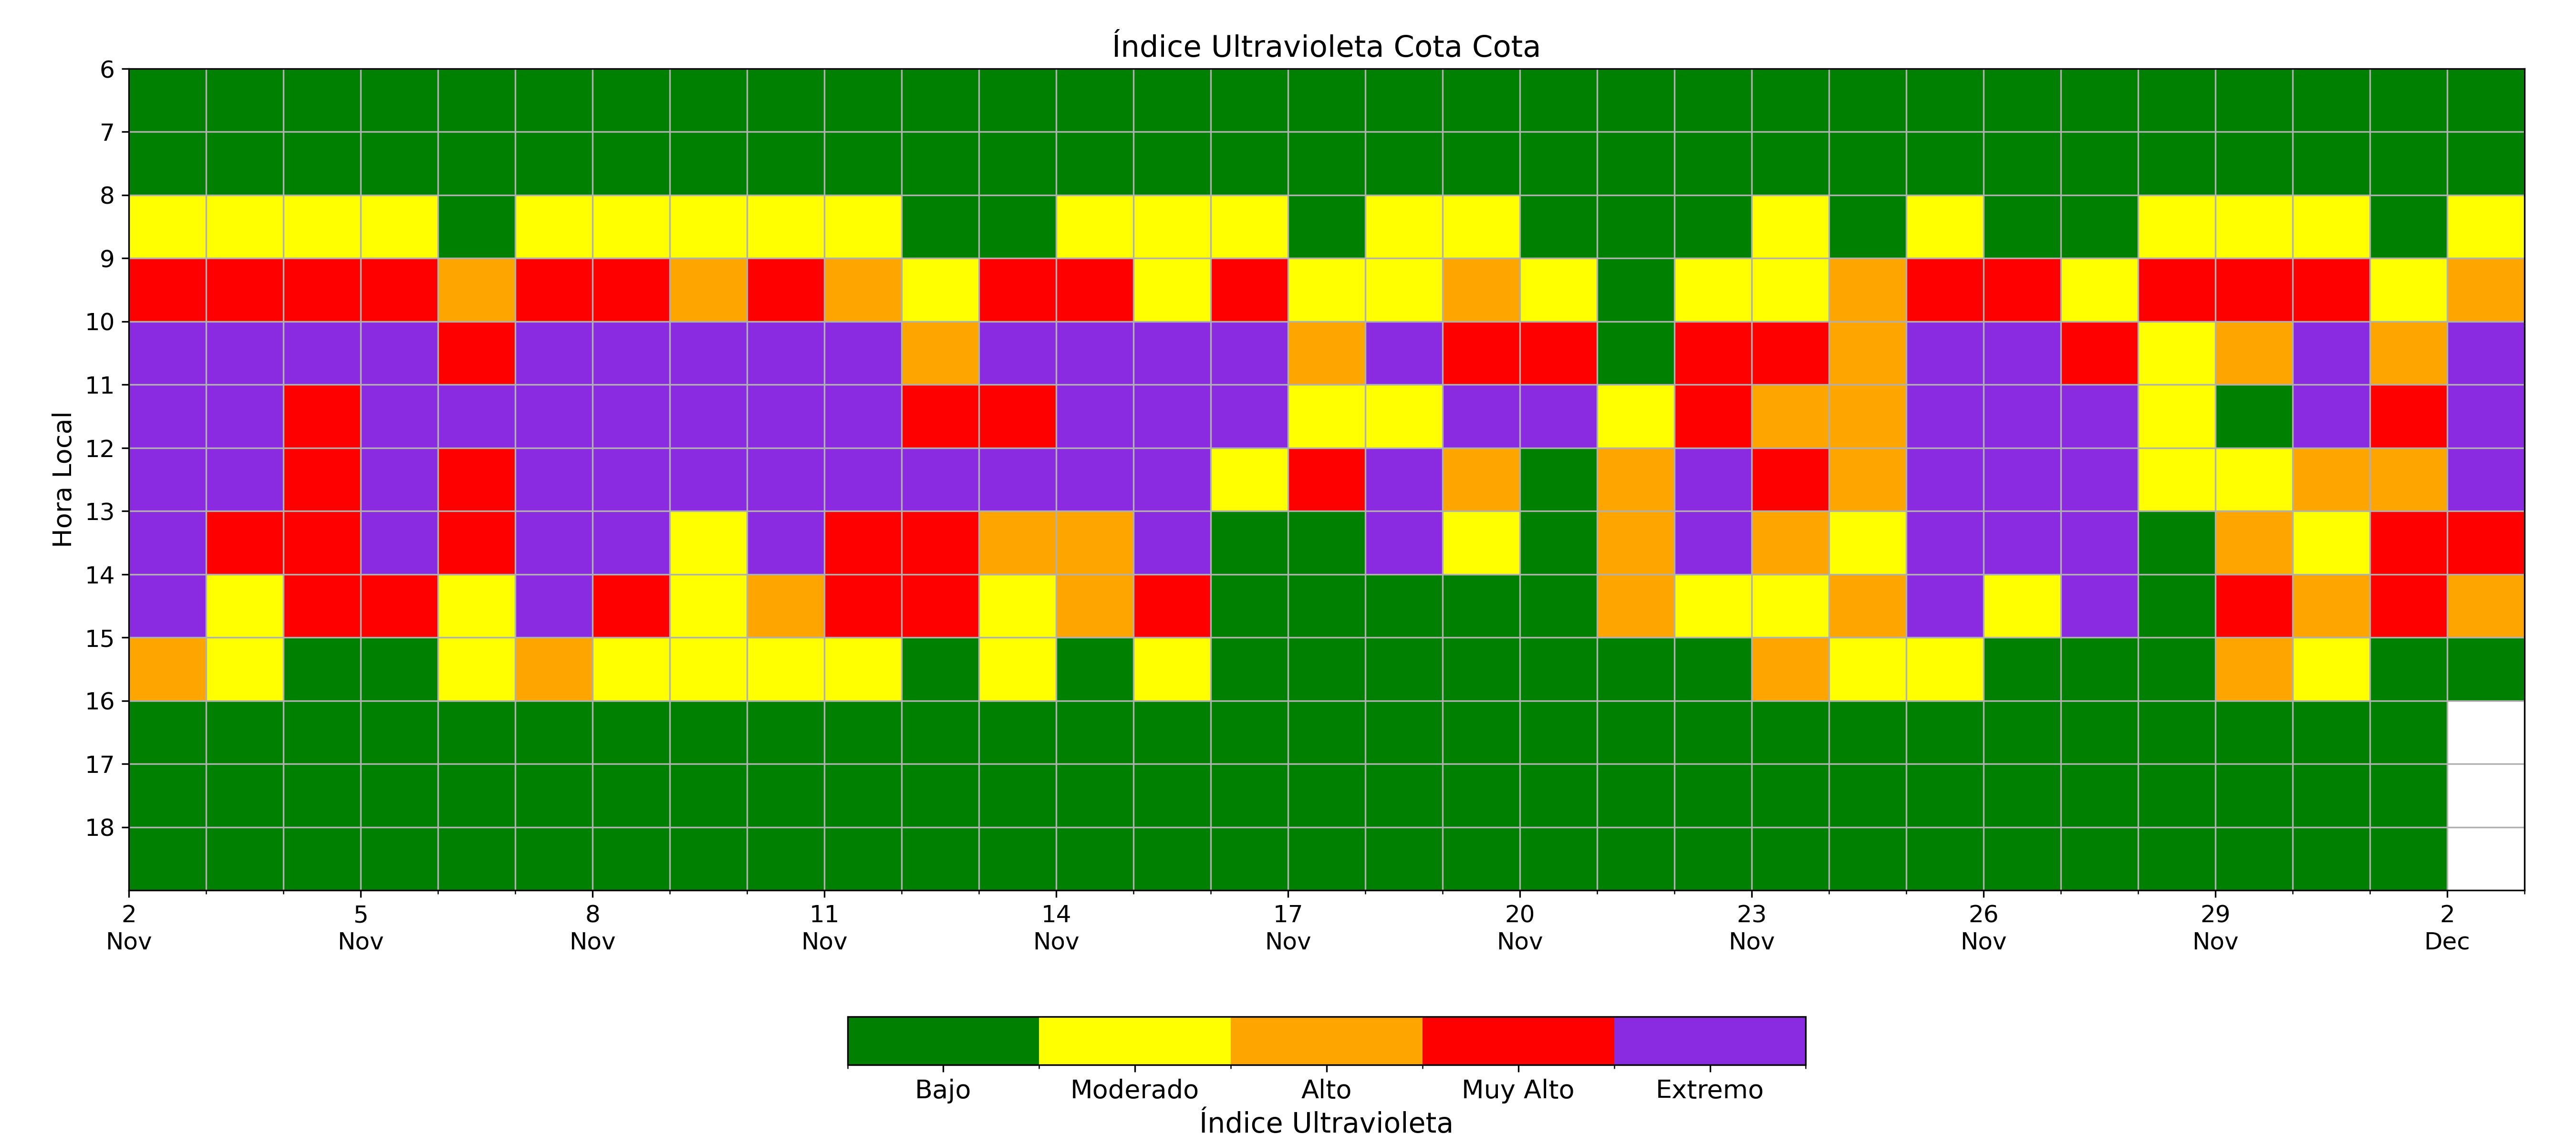 Índice Ultravioleta Cota Cota
Hora Local
6
7
8
9
10
11
12
13
14
15
16
17
18
2 5 8 11 14 17 20 23 26 29 2
Nov Nov Nov Nov Nov Nov Nov Nov Nov Nov Dec
Bajo Moderado Alto Muy Alto Extremo
Índice Ultravioleta